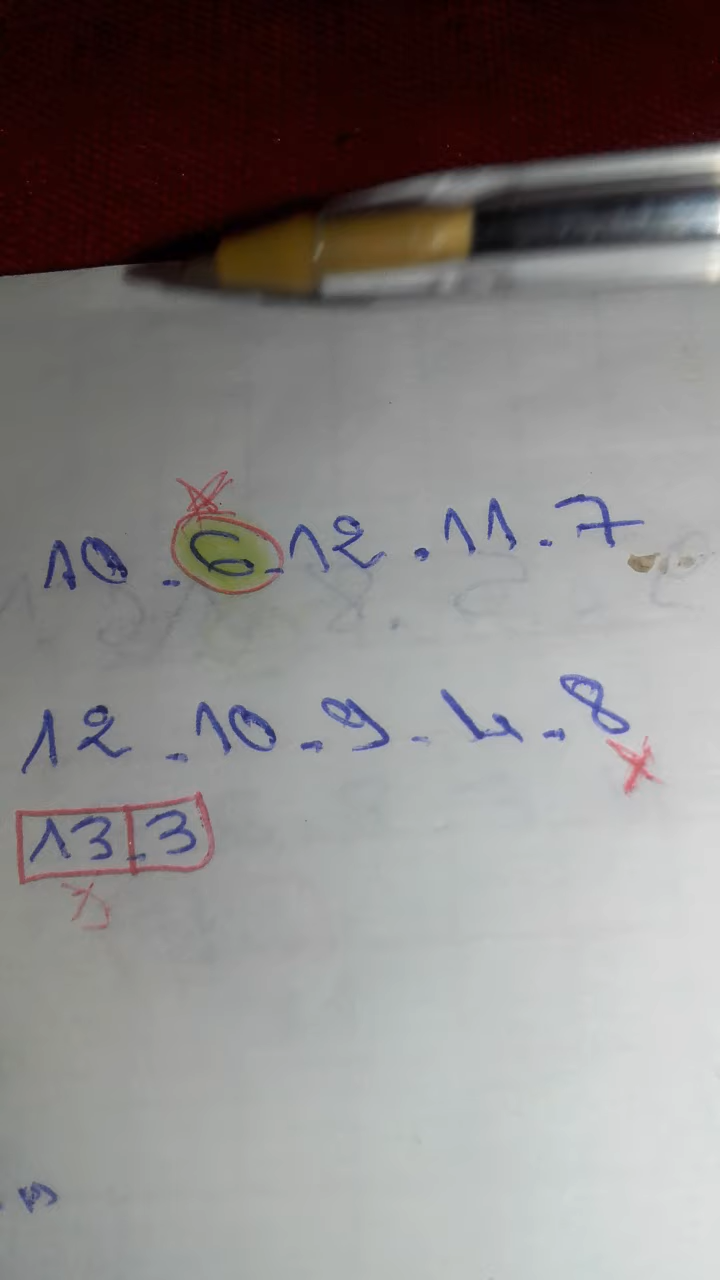 10 . 6 . 12 . 11 . 7
12 . 10 . 9 . 4 . 8
13 . 3